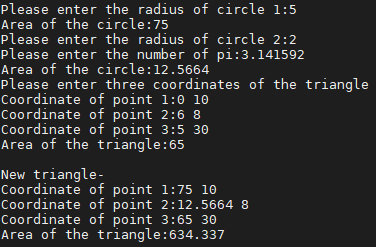 Please enter the radius of circle 1:5
Area of the circle:75
Please enter the radius of circle 2:2
Please enter the number of pi:3.141592
Area of the circle:12.5664
Please enter three coordinates of the triangle
Coordinate of point 1:0 10
Coordinate of point 2:6 8
Coordinate of point 3:5 30
Area of the triangle:65
New triangle-
Coordinate of point 1:75 10
Coordinate of point 2:12.5664 8
Coordinate of point 3:65 30
Area of the triangle:634.337